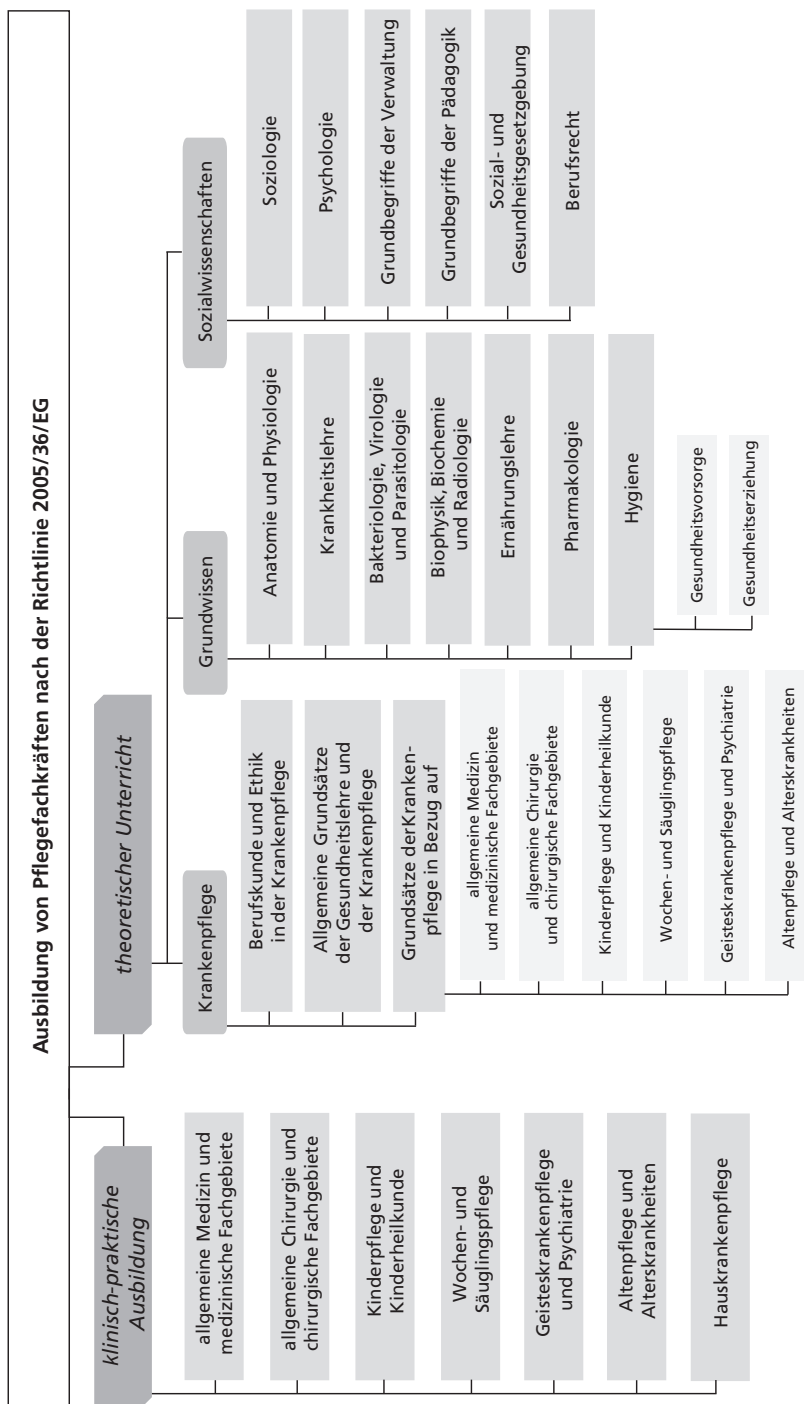 Ausbildung von Pflegefachkräften nach der Richtlinie 2005/36/EG
klinisch-praktische
Ausbildung
allgemeine Medizin und
medizinische Fachgebiete
allgemeine Chirurgie und
chirurgische Fachgebiete
Kinderpflege und
Kinderheilkunde
Wochen- und
Säuglingspflege
Geisteskrankenpflege
und Psychiatrie
Altenpflege und
Alterskrankheiten
Hauskrankenpflege
theoretischer Unterricht
Krankenpflege
Berufskunde und Ethik
in der Krankenpflege
Allgemeine Grundsätze
der Gesundheitslehre und
der Krankenpflege
Grundsätze derKranken-
pflege in Bezug auf
allgemeine Medizin
und medizinische Fachgebiete
allgemeine Chirurgie
und chirurgische Fachgebiete
Kinderpflege und Kinderheilkunde
Wochen- und Säuglingspflege
Geisteskrankenpflege und Psychiatrie
Altenpflege und Alterskrankheiten
Grundwissen
Anatomie und Physiologie
Krankheitslehre
Bakteriologie, Virologie
und Parasitologie
Biophysik, Biochemie
und Radiologie
Ernährungslehre
Pharmakologie
Hygiene
Gesundheitsvorsorge
Gesundheitserziehung
Sozialwissenschaften
Soziologie
Psychologie
Grundbegriffe der Verwaltung
Grundbegriffe der Pädagogik
Sozial- und
Gesundheitsgesetzgebung
Berufsrecht